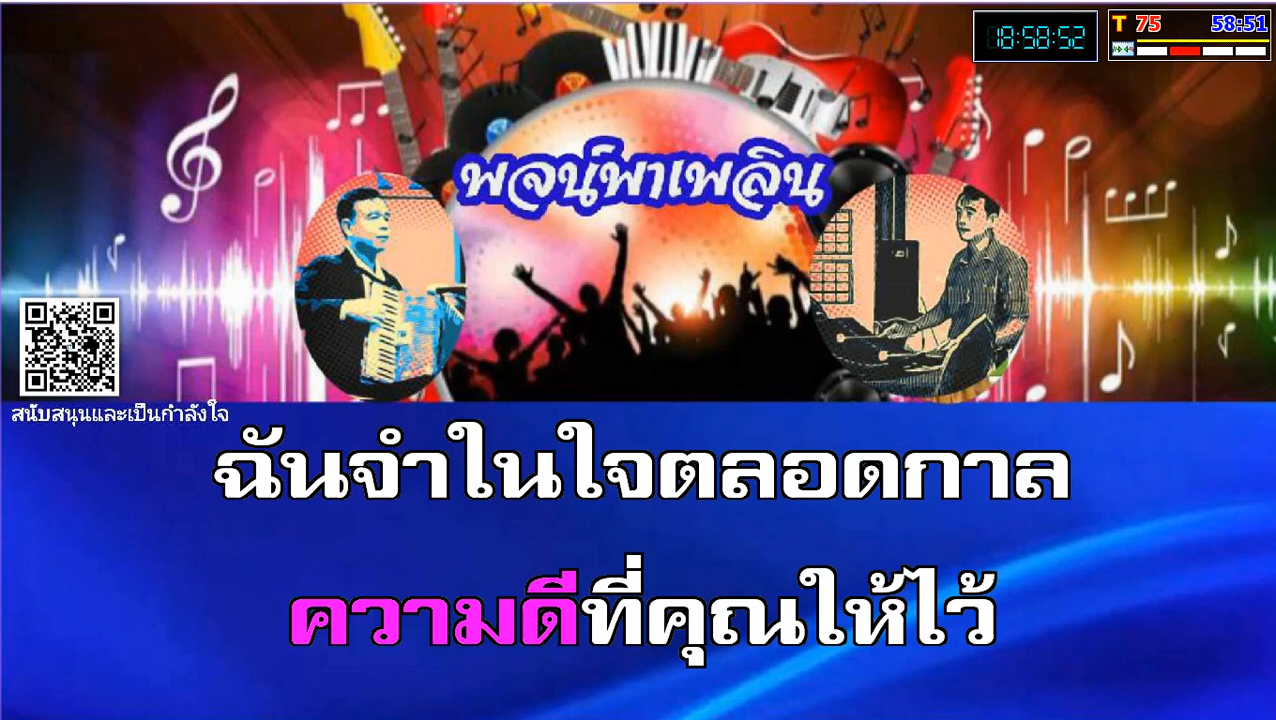 18:58:52
T 75 58:51
พจน์พาเพลิน
สนับสนุนและเป็นกำลังใจ
ฉันจำในใจตลอดกาล
ความดีที่คุณให้ไว้